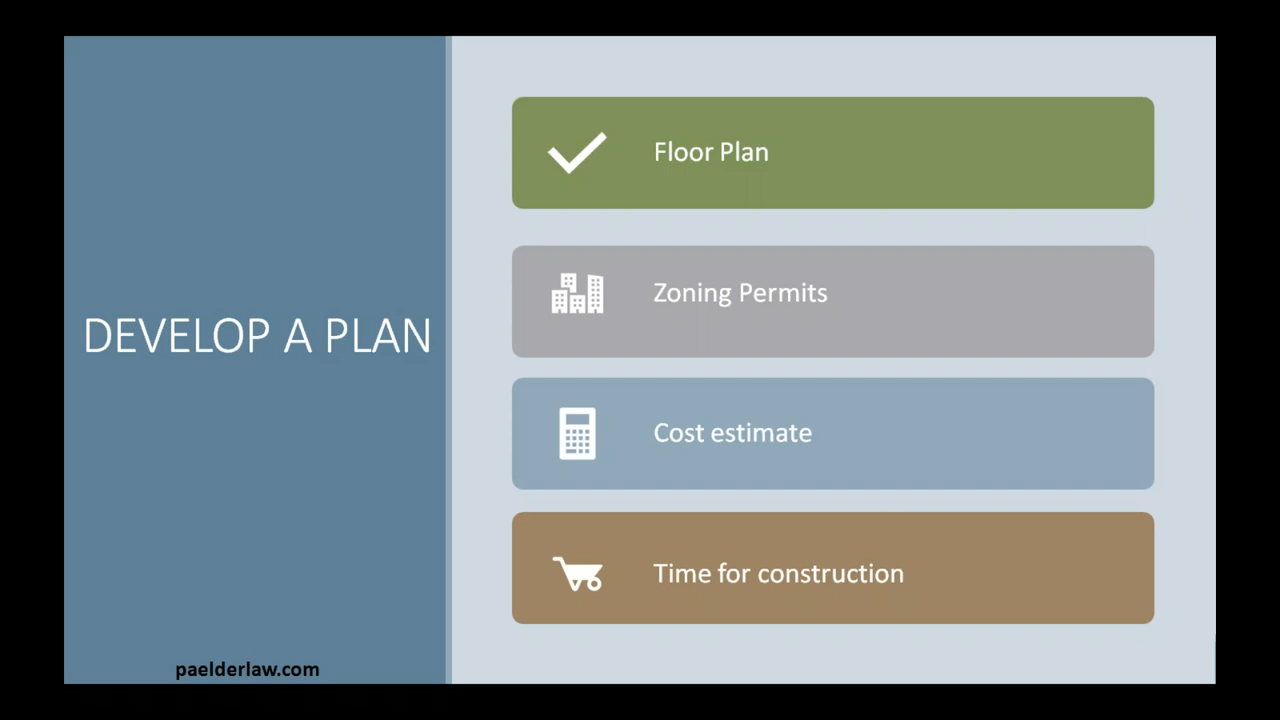 DEVELOP A PLAN
Floor Plan
Zoning Permits
Cost estimate
Time for construction
paelderlaw.com